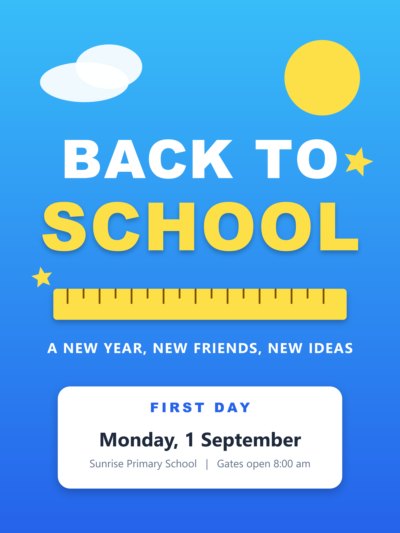 BACK TO
SCHOOL
A NEW YEAR, NEW FRIENDS, NEW IDEAS
FIRST DAY
Monday, 1 September
Sunrise Primary School | Gates open 8:00 am